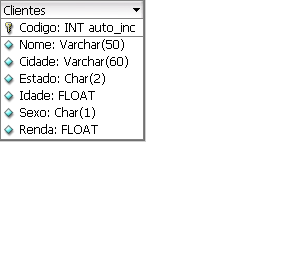 Clientes
Codigo: INT auto_inc
Nome: Varchar(50)
Cidade: Varchar(60)
Estado: Char(2)
Idade: FLOAT
Sexo: Char(1)
Renda: FLOAT